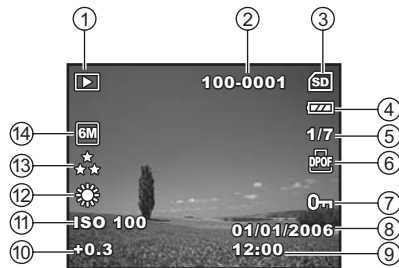 ① ② ③
100-0001 SD
④
6M 1/7 ⑤
⑭
DPOF ⑥
⑬
⑫ ⑦
⑪ ISO 100 01/01/2006 ⑧
⑩ +0.3 12:00 ⑨